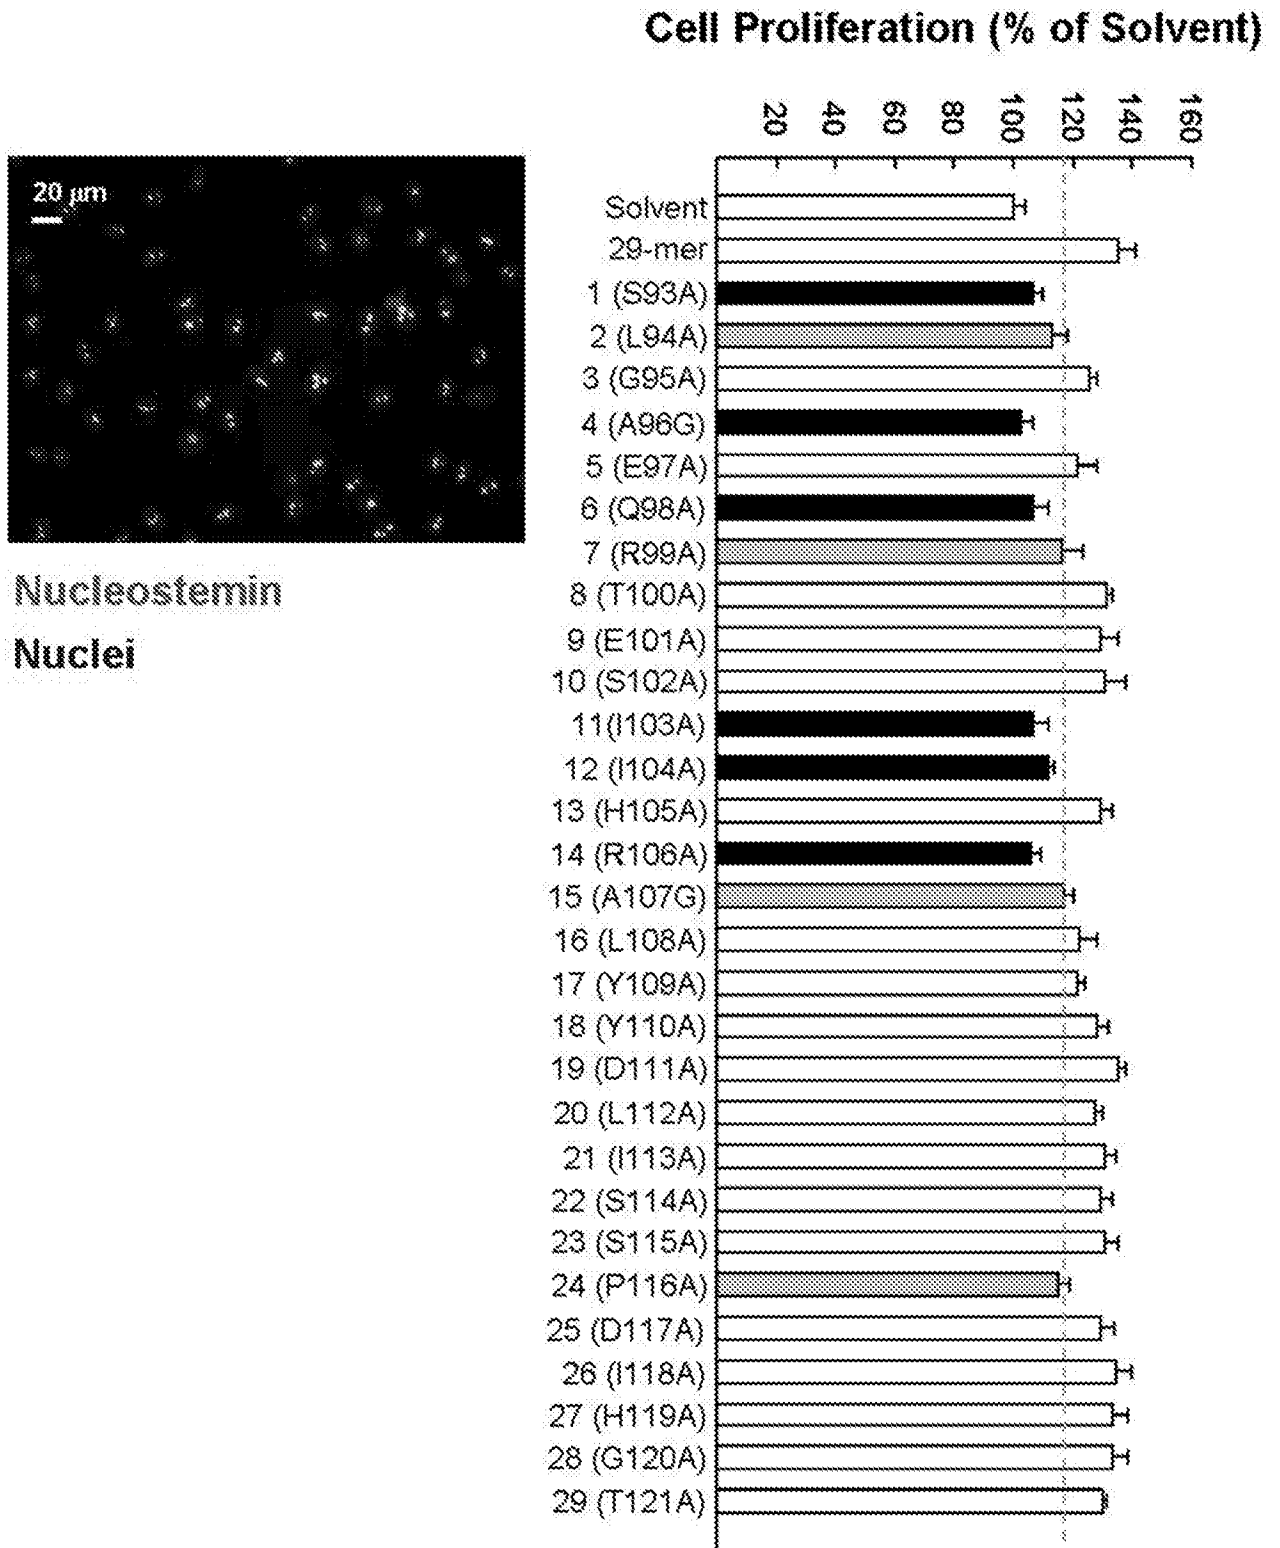 Cell Proliferation (% of Solvent)
20 40 60 80 100 120 140 160
20 µm
Nucleostemin
Nuclei
Solvent
29-mer
1 (S93A)
2 (L94A)
3 (G95A)
4 (A96G)
5 (E97A)
6 (Q98A)
7 (R99A)
8 (T100A)
9 (E101A)
10 (S102A)
11(I103A)
12 (I104A)
13 (H105A)
14 (R106A)
15 (A107G)
16 (L108A)
17 (Y109A)
18 (Y110A)
19 (D111A)
20 (L112A)
21 (I113A)
22 (S114A)
23 (S115A)
24 (P116A)
25 (D117A)
26 (I118A)
27 (H119A)
28 (G120A)
29 (T121A)